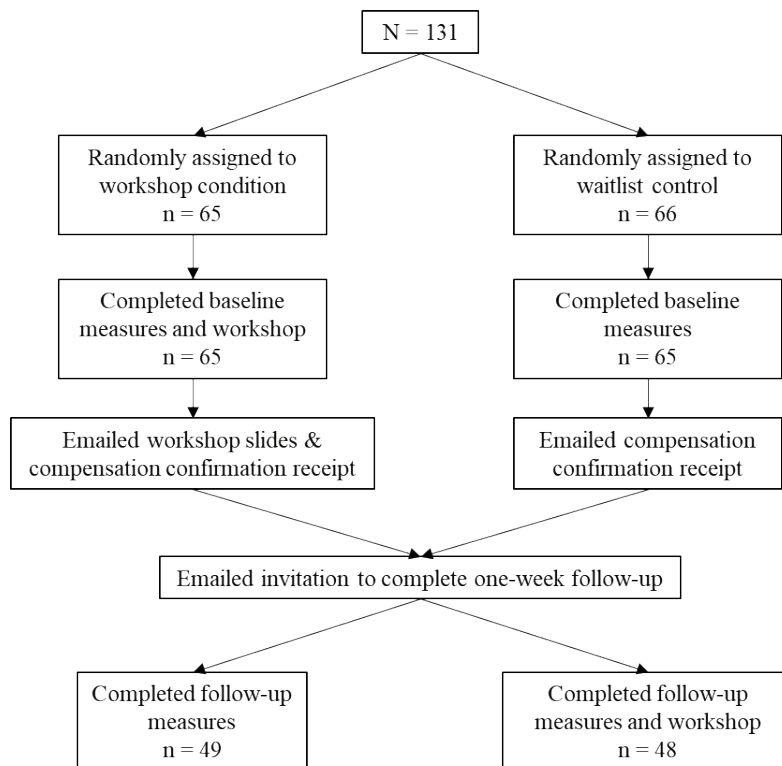 N = 131
Randomly assigned to
workshop condition
n = 65
Randomly assigned to
waitlist control
n = 66
Completed baseline
measures and workshop
n = 65
Completed baseline
measures
n = 65
Emailed workshop slides &
compensation confirmation receipt
Emailed compensation
confirmation receipt
Emailed invitation to complete one-week follow-up
Completed follow-up
measures
n = 49
Completed follow-up
measures and workshop
n = 48